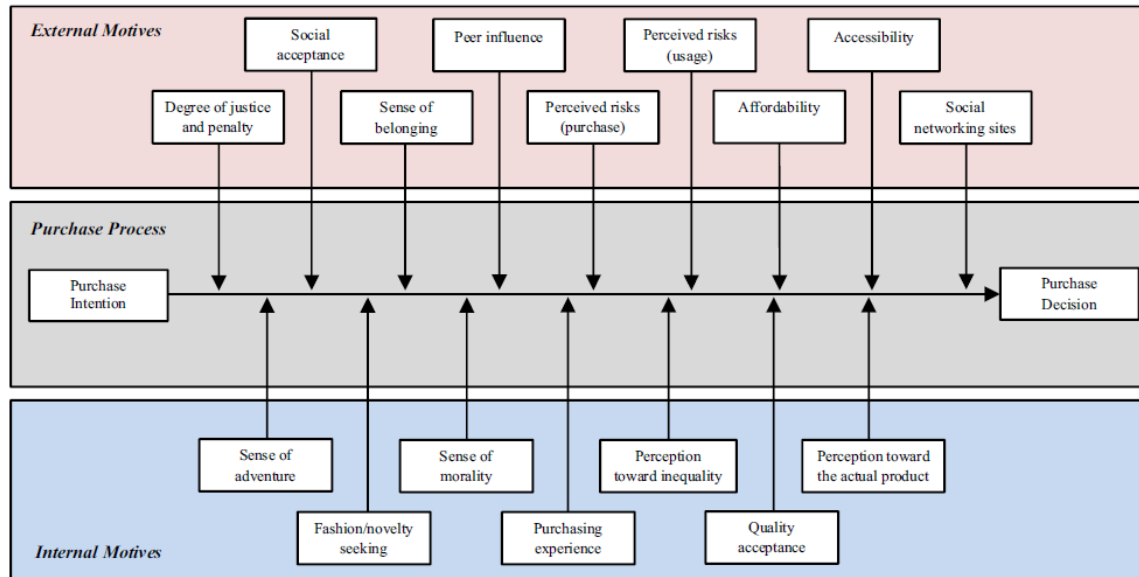 External Motives
Social
acceptance
Peer influence
Perceived risks
(usage)
Accessibility
Degree of justice
and penalty
Sense of
belonging
Perceived risks
(purchase)
Affordability
Social
networking sites
Purchase Process
Purchase
Intention
Purchase
Decision
Sense of
adventure
Sense of
morality
Perception
toward inequality
Perception toward
the actual product
Fashion/novelty
seeking
Purchasing
experience
Quality
acceptance
Internal Motives